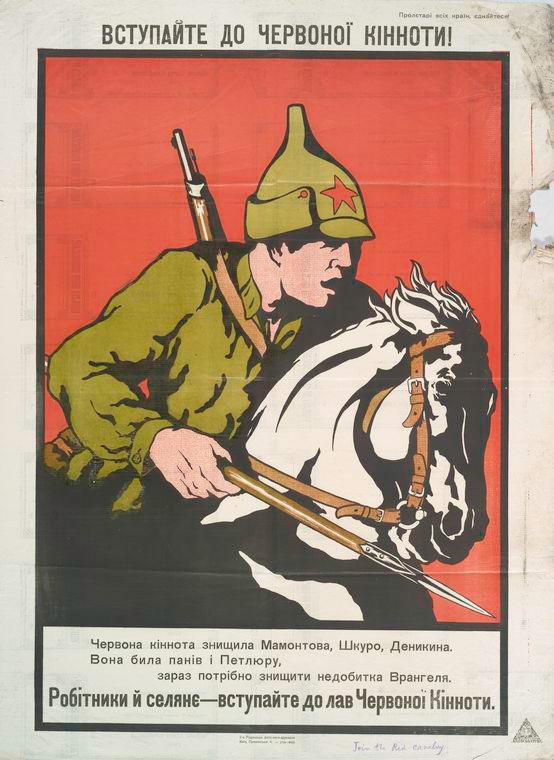 Пролетарі всіх країн, єднайтеся!
ВСТУПАЙТЕ ДО ЧЕРВОНОЇ КІННОТИ!
Червона кіннота знищила Мамонтова, Шкуро, Деникина.
Вона била панів і Петлюру,
зараз потрібно знищити недобитка Врангеля.
Робітники й селянє—вступайте до лав Червоної Кінноти.
Join the Red cavalry.